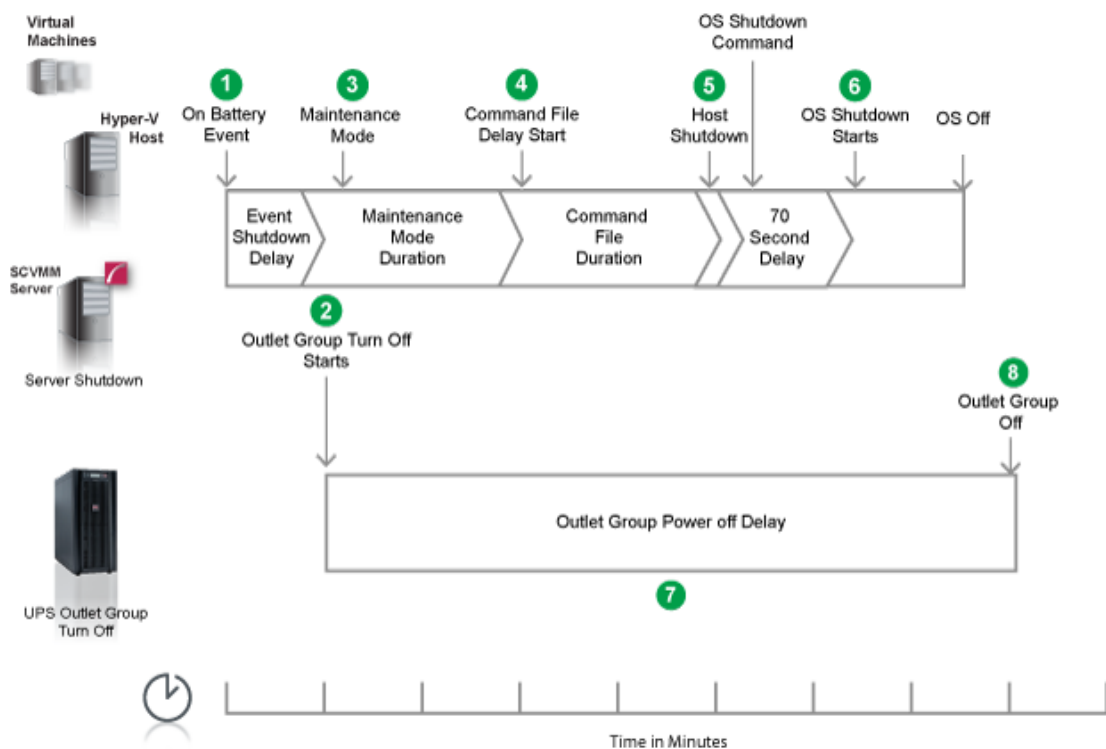 Virtual
Machines
OS Shutdown
Command
1
3
4
5
6
Hyper-V
Host
On Battery
Event
Maintenance
Mode
Command File
Delay Start
Host
Shutdown
OS Shutdown
Starts
OS Off
Event
Shutdown
Delay
Maintenance
Mode
Duration
Command
File
Duration
70
Second
Delay
SCVMM
Server
Server Shutdown
2
Outlet Group Turn Off
Starts
8
Outlet Group
Off
Outlet Group Power off Delay
7
UPS Outlet Group
Turn Off
Time in Minutes